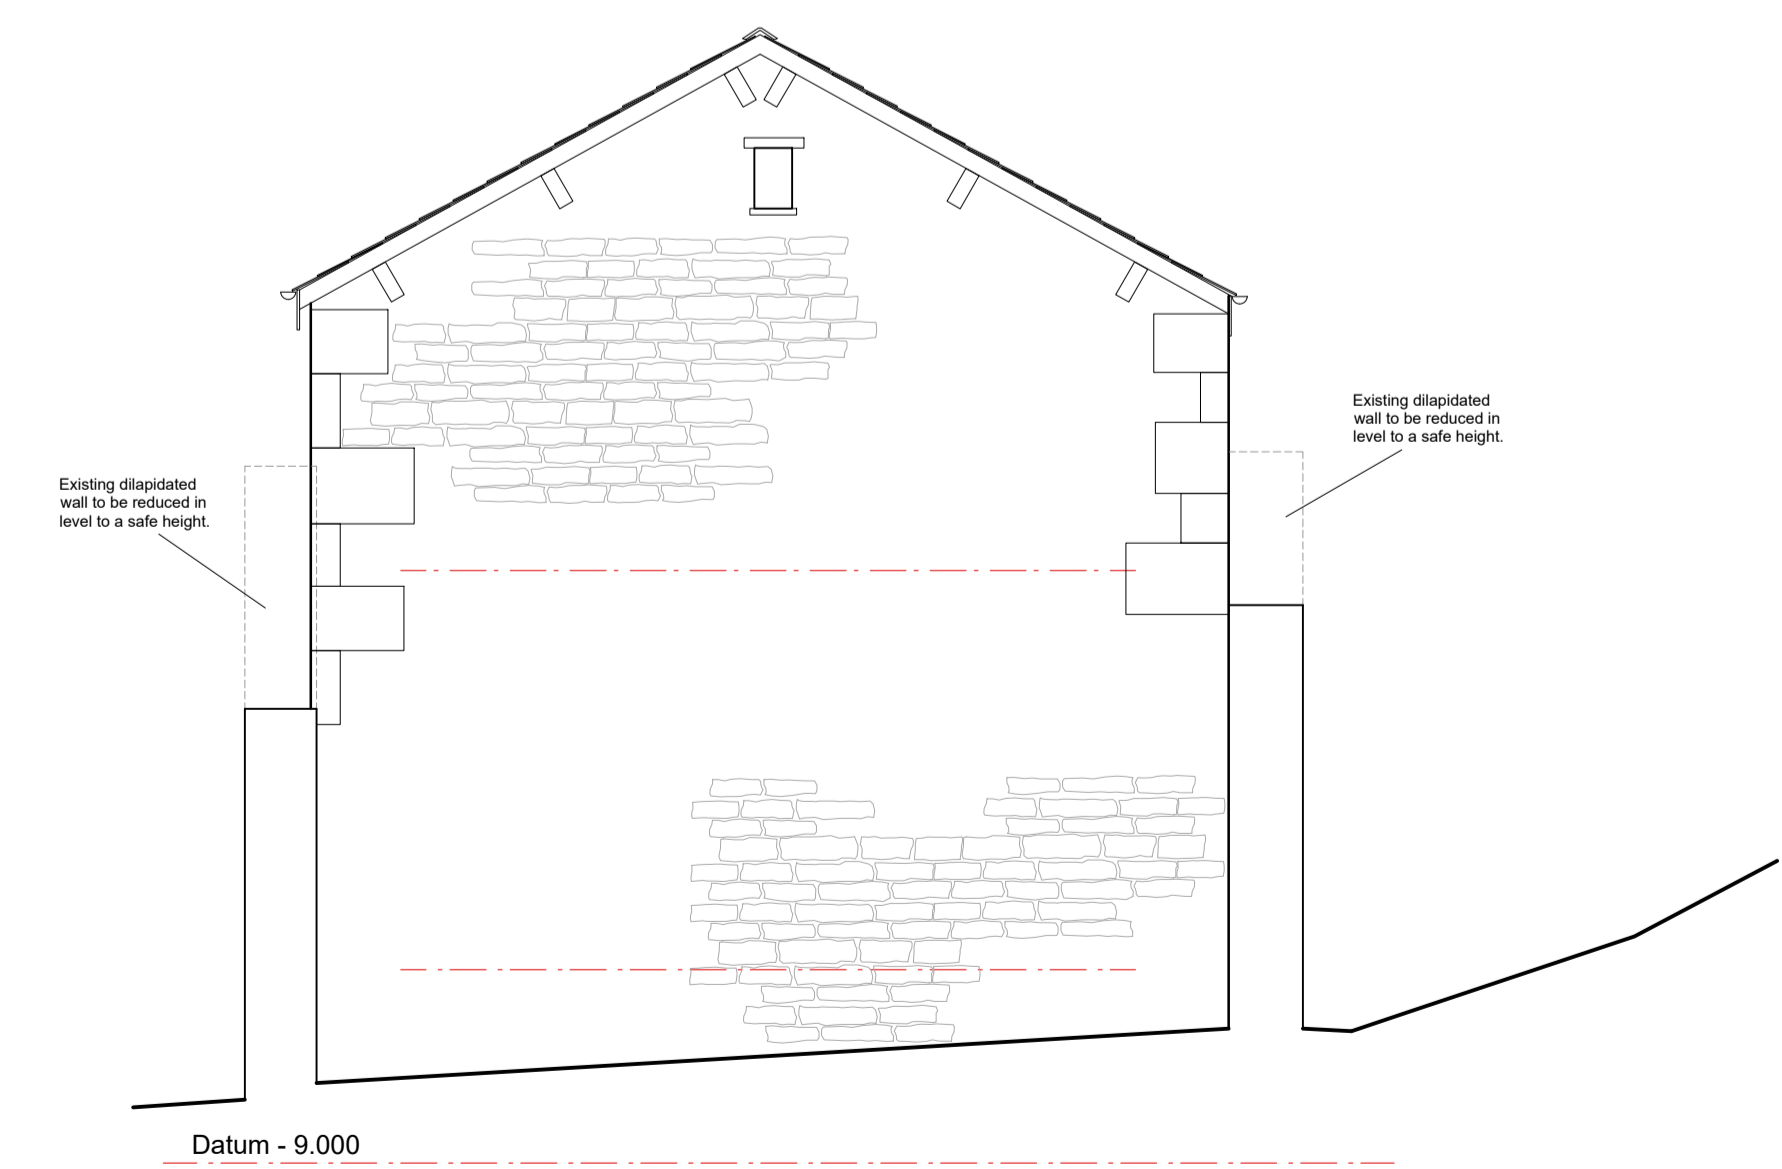 Existing dilapidated
wall to be reduced in
level to a safe height.
Existing dilapidated
wall to be reduced in
level to a safe height.
Datum - 9.000